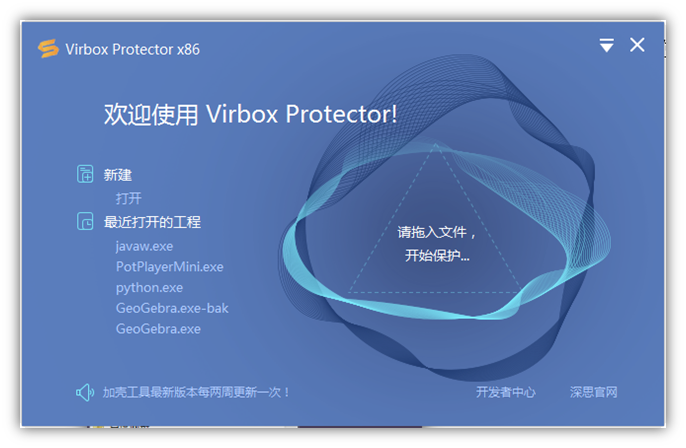 Virbox Protector x86
欢迎使用 Virbox Protector!
新建
打开
最近打开的工程
javaw.exe
PotPlayerMini.exe
python.exe
GeoGebra.exe-bak
GeoGebra.exe
请拖入文件，
开始保护...
加壳工具最新版本每两周更新一次！
开发者中心
深思官网